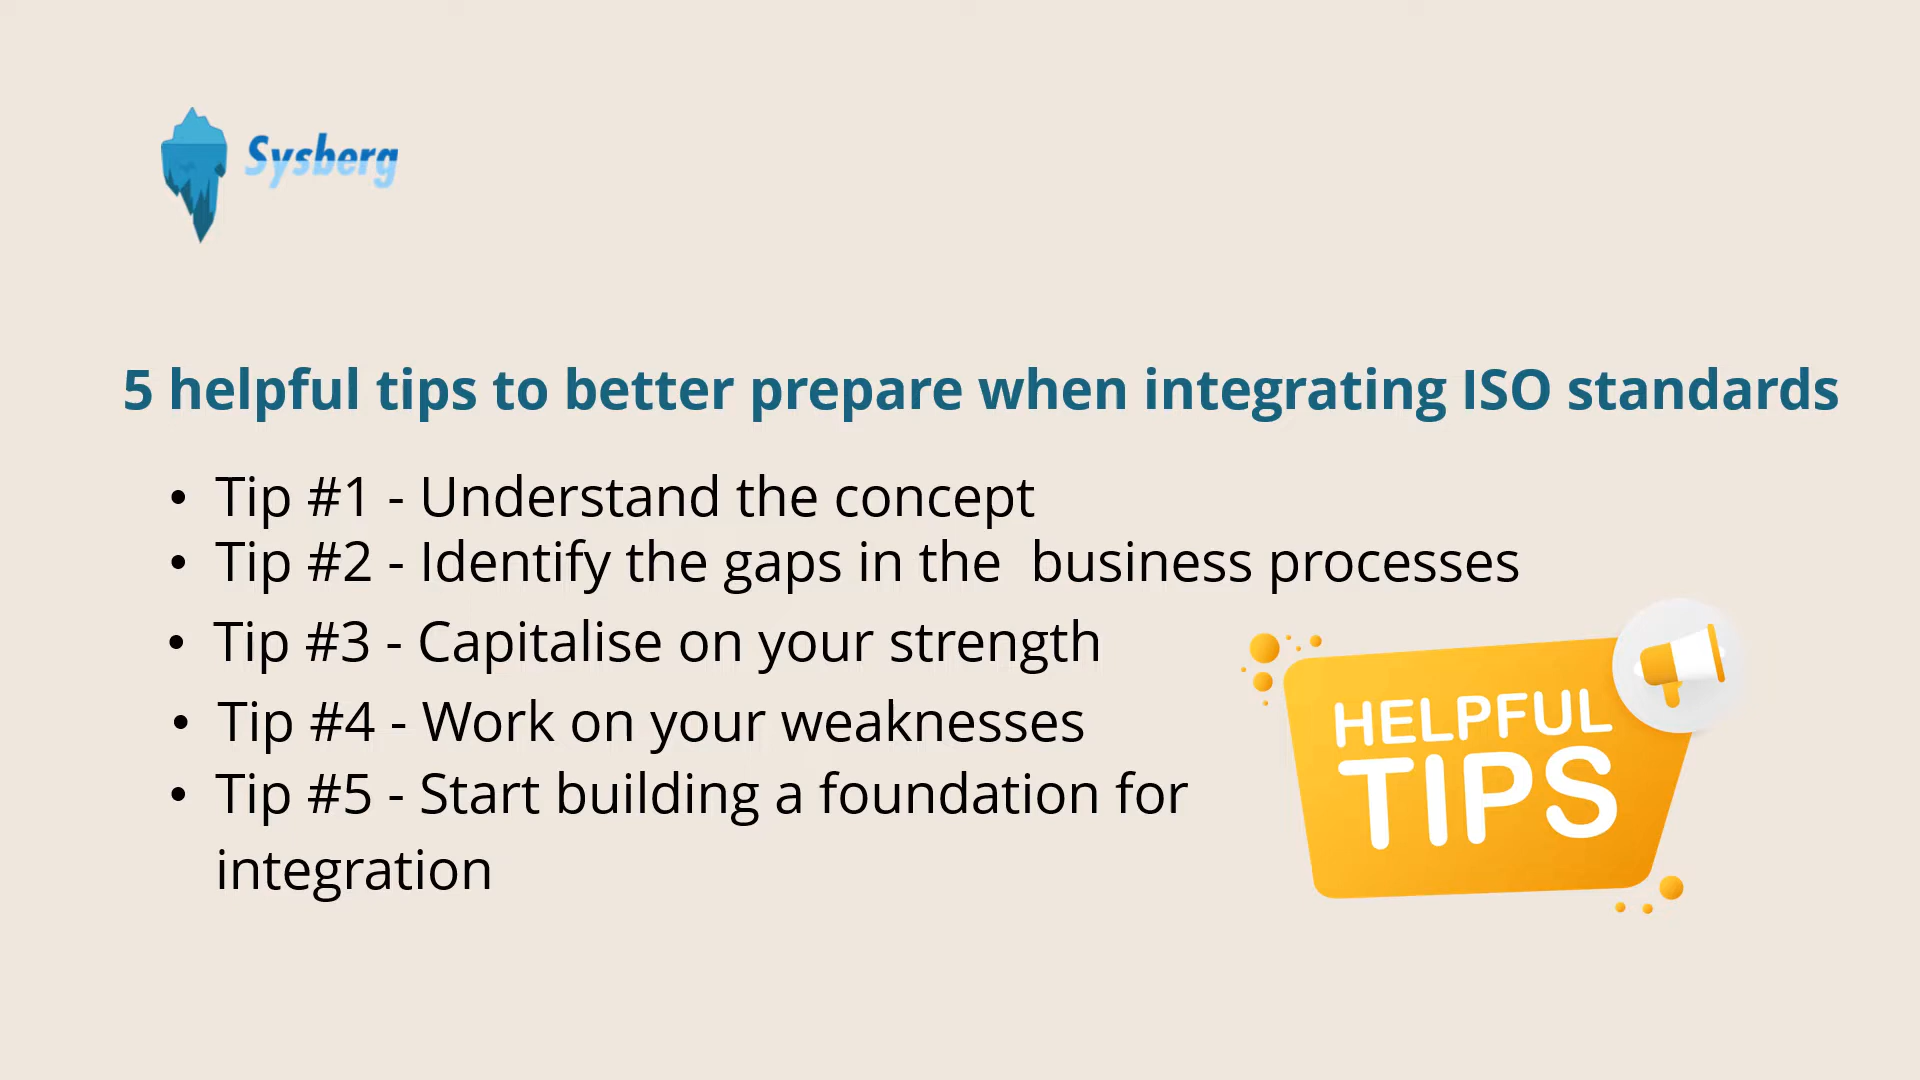 Sysberg
5 helpful tips to better prepare when integrating ISO standards
• Tip #1 - Understand the concept
• Tip #2 - Identify the gaps in the  business processes
• Tip #3 - Capitalise on your strength
• Tip #4 - Work on your weaknesses
• Tip #5 - Start building a foundation for
integration
HELPFUL
TIPS